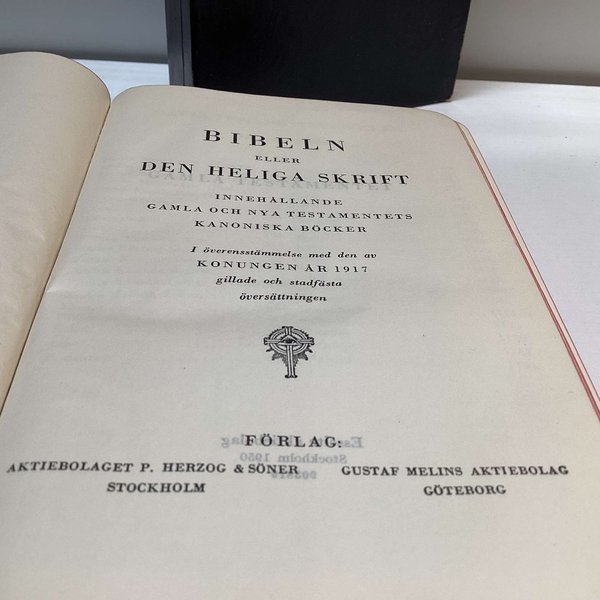 BIBELN
ELLER
DEN HELIGA SKRIFT
INNEHÅLLANDE
GAMLA OCH NYA TESTAMENTETS
KANONISKA BÖCKER
I överensstämmelse med den av
KONUNGEN ÅR 1917
gillade och stadfästa
översättningen
FÖRLAG:
AKTIEBOLAGET P. HERZOG & SÖNER GUSTAF MELINS AKTIEBOLAG
STOCKHOLM GÖTEBORG